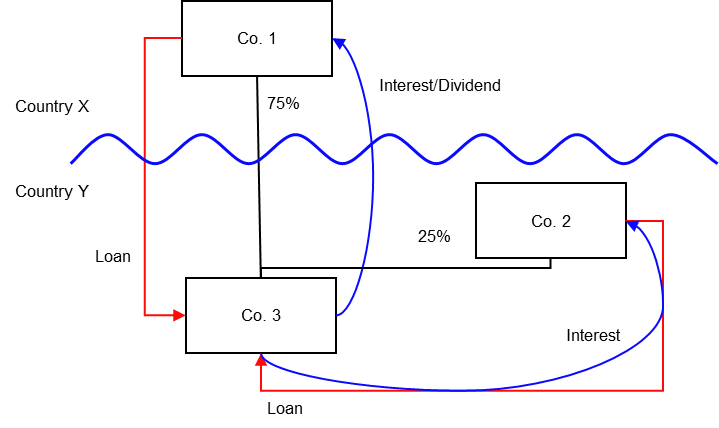 Co. 1
Interest/Dividend
75%
Country X
Country Y
Co. 2
25%
Loan
Co. 3
Interest
Loan